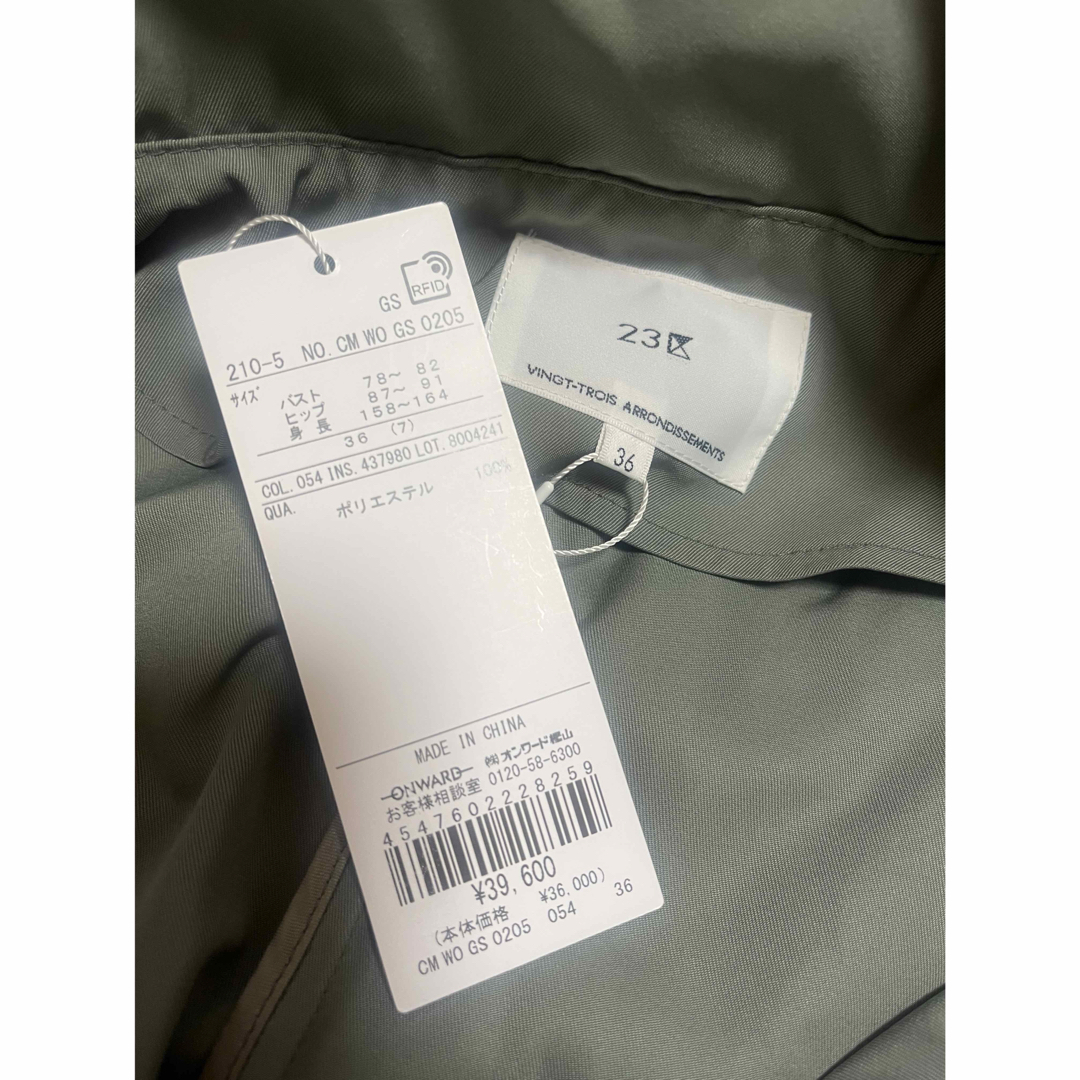 GS RFID
210-5 NO. CM WO GS 0205
サイズ バスト 78～ 82
ヒップ 87～ 91
身長 158～164
36 (7)
COL. 054 INS. 437980 LOT. 8004241
QUA. ポリエステル 100%
MADE IN CHINA
ONWARD ㈱オンワード樫山
お客様相談室 0120-58-6300
4547602228259
¥39,600
(本体価格 ¥36,000)
CM WO GS 0205 054 36
23区
VINGT-TROIS ARRONDISSEMENTS
36